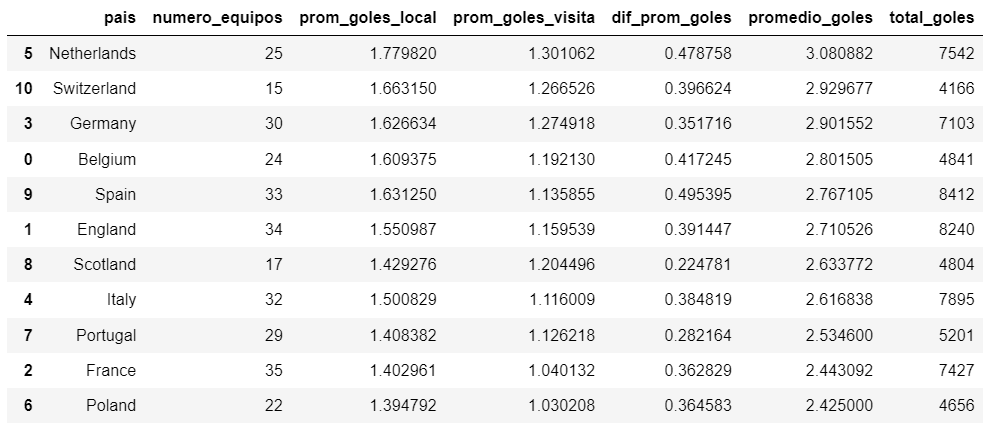 pais numero_equipos prom_goles_local prom_goles_visita dif_prom_goles promedio_goles total_goles
5 Netherlands 25 1.779820 1.301062 0.478758 3.080882 7542
10 Switzerland 15 1.663150 1.266526 0.396624 2.929677 4166
3 Germany 30 1.626634 1.274918 0.351716 2.901552 7103
0 Belgium 24 1.609375 1.192130 0.417245 2.801505 4841
9 Spain 33 1.631250 1.135855 0.495395 2.767105 8412
1 England 34 1.550987 1.159539 0.391447 2.710526 8240
8 Scotland 17 1.429276 1.204496 0.224781 2.633772 4804
4 Italy 32 1.500829 1.116009 0.384819 2.616838 7895
7 Portugal 29 1.408382 1.126218 0.282164 2.534600 5201
2 France 35 1.402961 1.040132 0.362829 2.443092 7427
6 Poland 22 1.394792 1.030208 0.364583 2.425000 4656